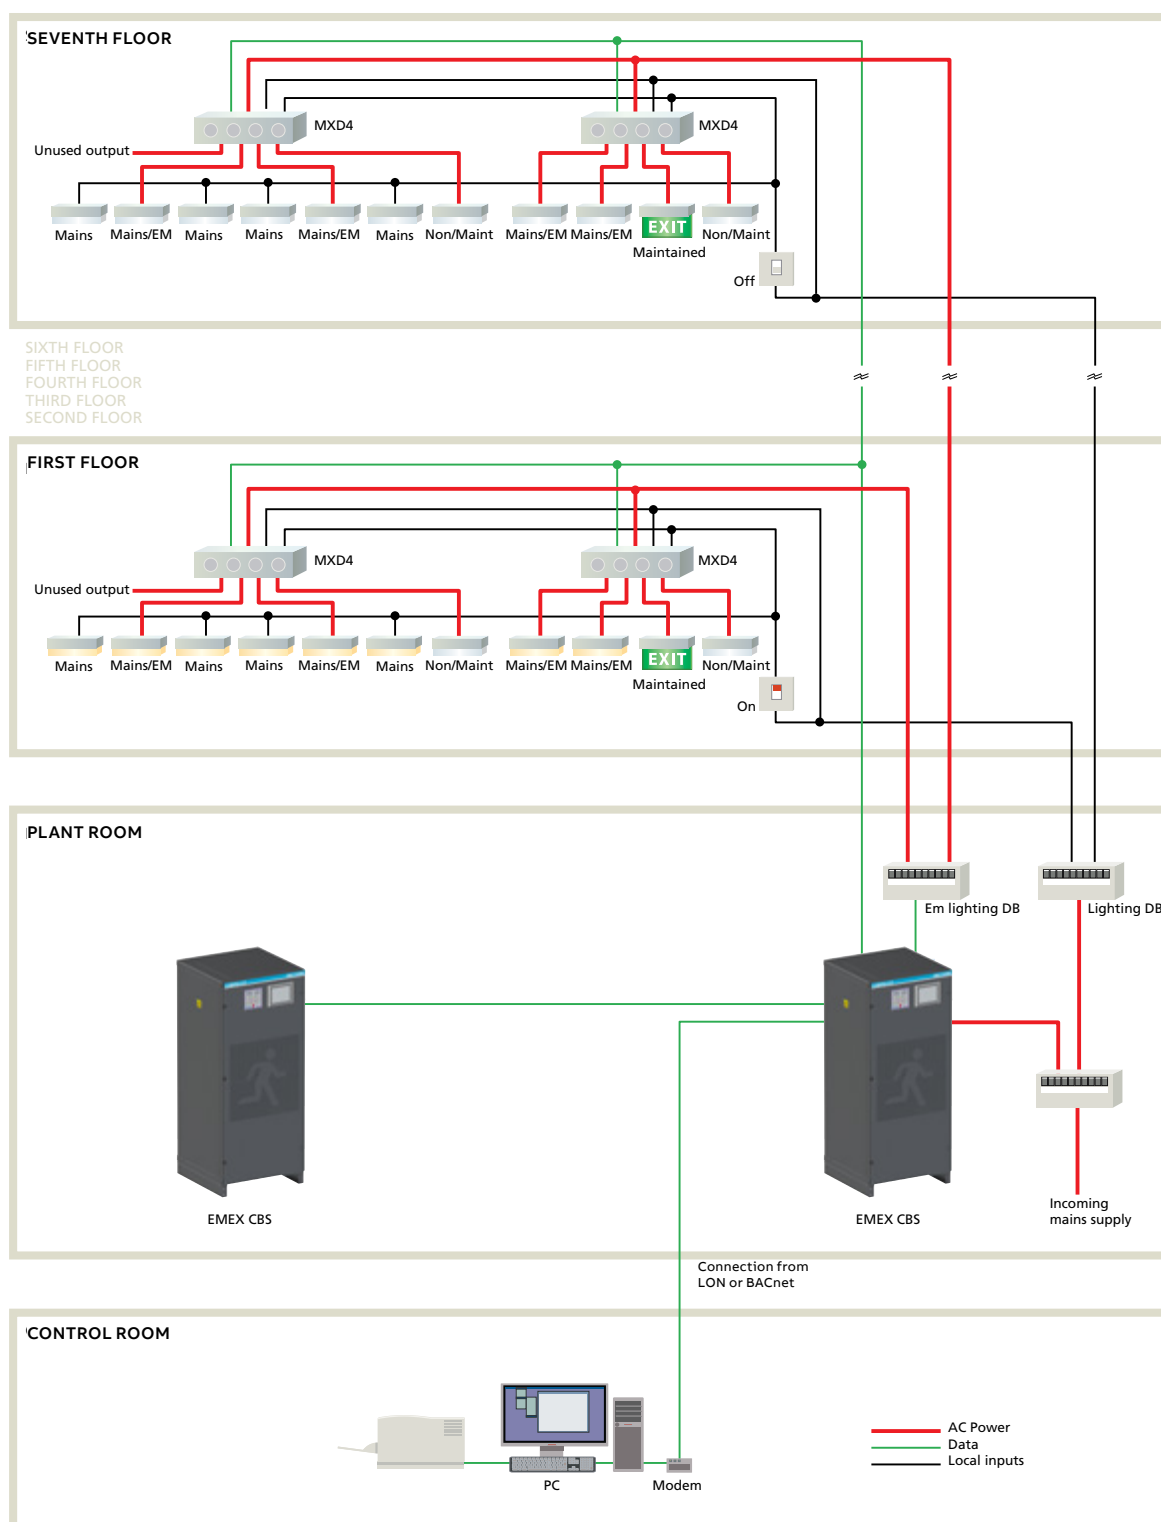 SEVENTH FLOOR
MXD4
MXD4
Unused output
Mains
Mains/EM
Mains
Mains
Mains/EM
Mains
Non/Maint
Mains/EM
Mains/EM
EXIT
Non/Maint
Maintained
Off
SIXTH FLOOR
FIFTH FLOOR
FOURTH FLOOR
THIRD FLOOR
SECOND FLOOR
FIRST FLOOR
MXD4
MXD4
Unused output
Mains
Mains/EM
Mains
Mains
Mains/EM
Mains
Non/Maint
Mains/EM
Mains/EM
EXIT
Non/Maint
Maintained
On
PLANT ROOM
Em lighting DB
Lighting DB
EMEX CBS
EMEX CBS
Incoming
mains supply
Connection from
LON or BACnet
CONTROL ROOM
AC Power
Data
Local inputs
PC
Modem